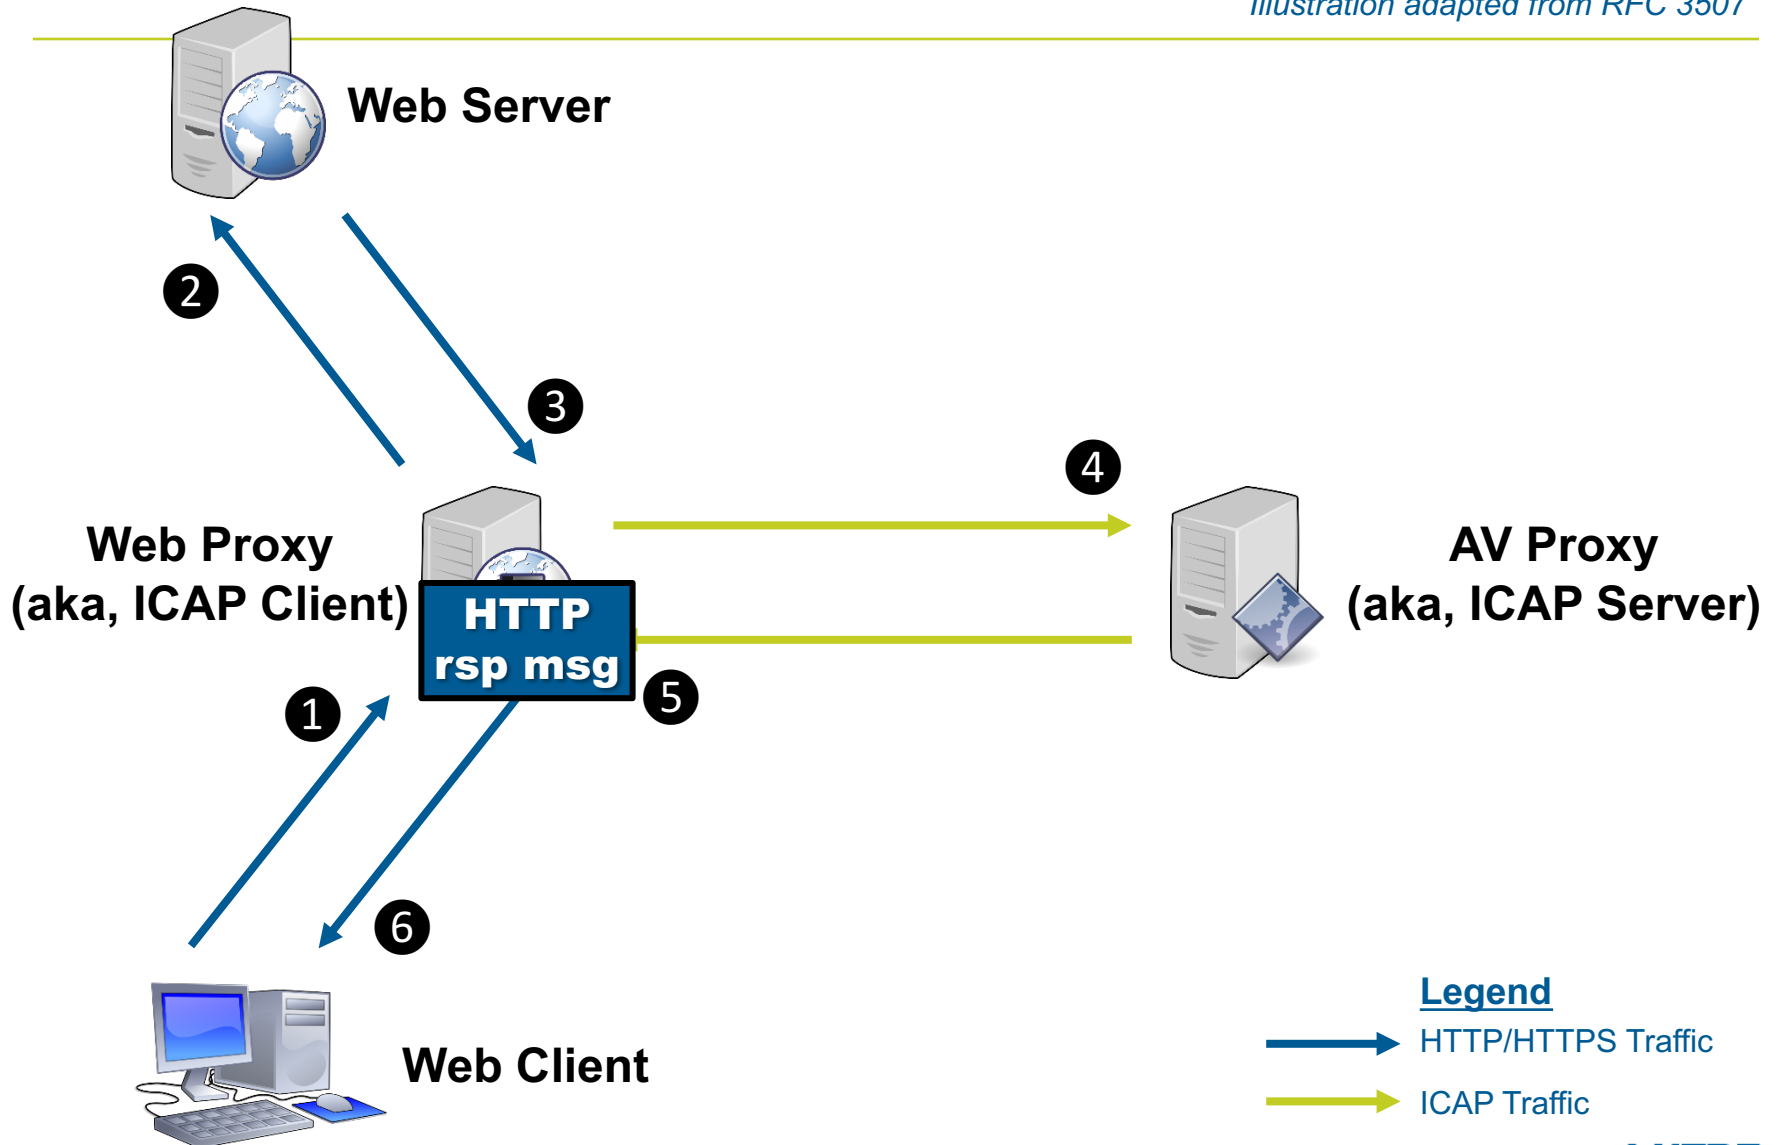 Illustration adapted from RFC 3507
Web Server
2
3
4
Web Proxy
(aka, ICAP Client)
AV Proxy
(aka, ICAP Server)
HTTP
rsp msg
5
1
6
Web Client
Legend
HTTP/HTTPS Traffic
ICAP Traffic